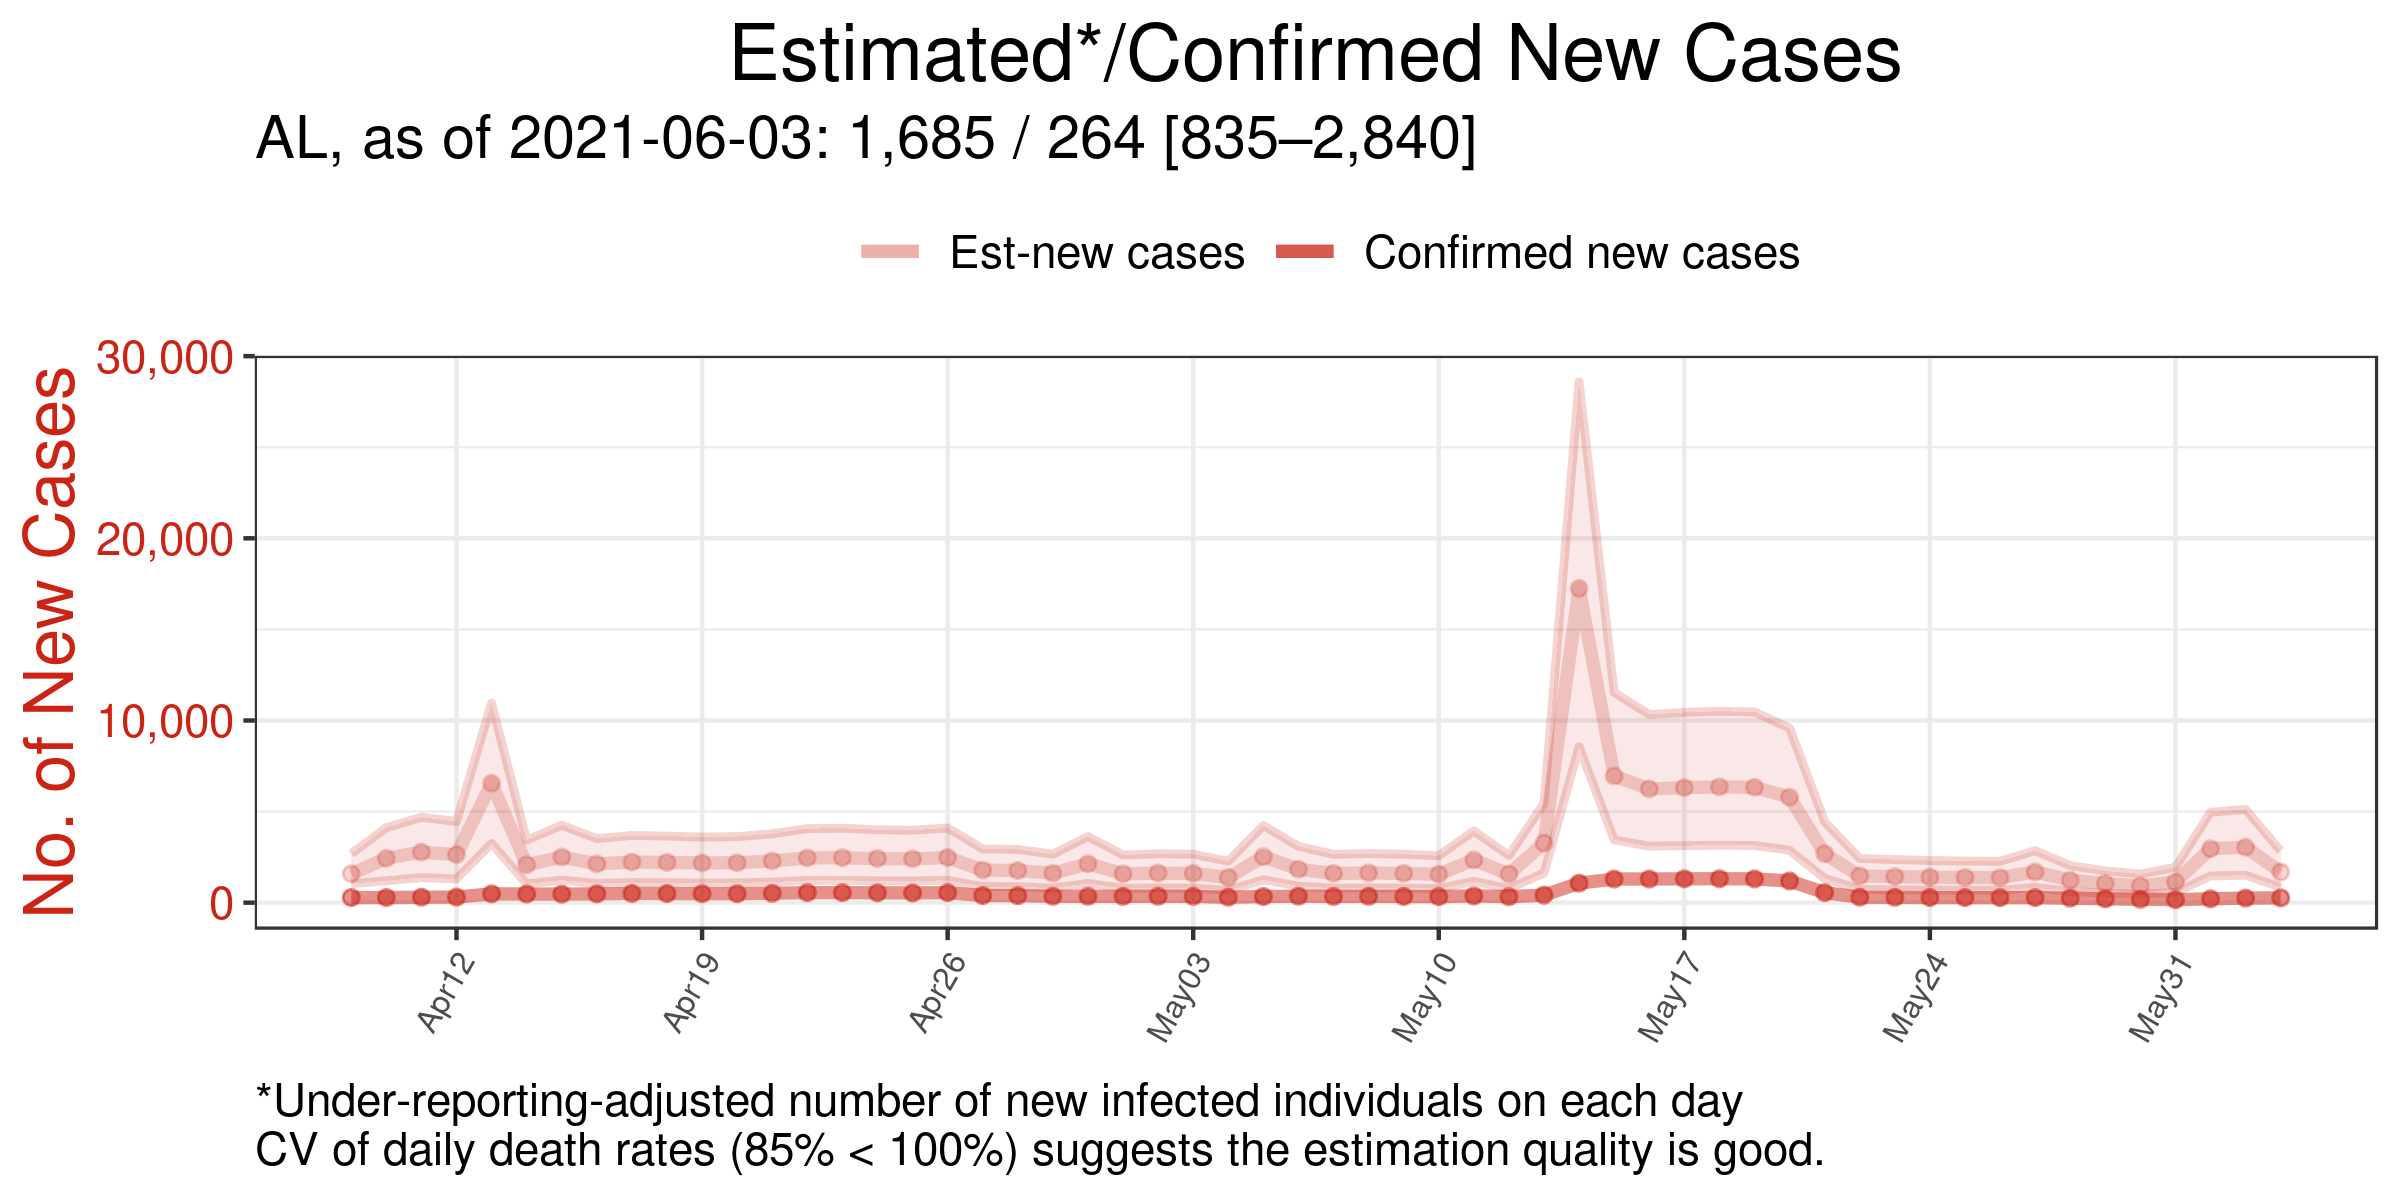 Estimated*/Confirmed New Cases
AL, as of 2021-06-03: 1,685 / 264 [835–2,840]
Est-new cases
Confirmed new cases
No. of New Cases
30,000
20,000
10,000
0
Apr12
Apr19
Apr26
May03
May10
May17
May24
May31
*Under-reporting-adjusted number of new infected individuals on each day
CV of daily death rates (85% < 100%) suggests the estimation quality is good.